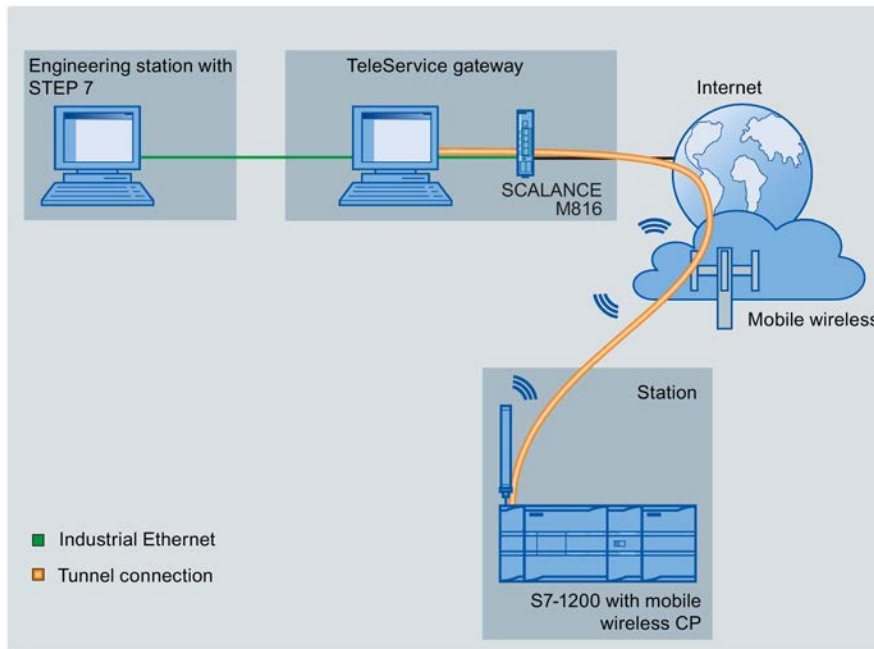 Engineering station with
STEP 7
TeleService gateway
Internet
SCALANCE
M816
Mobile wireless
Station
Industrial Ethernet
Tunnel connection
S7-1200 with mobile
wireless CP